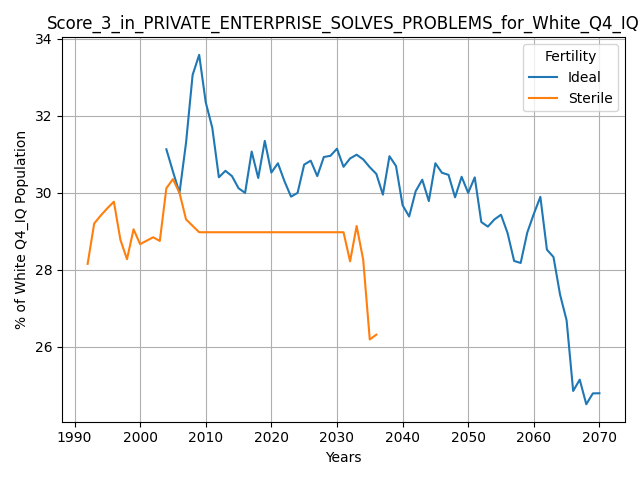 Score_3_in_PRIVATE_ENTERPRISE_SOLVES_PROBLEMS_for_White_Q4_IQ
34
32
30
28
26
% of White Q4_IQ Population
Fertility
Ideal
Sterile
1990 2000 2010 2020 2030 2040 2050 2060 2070
Years